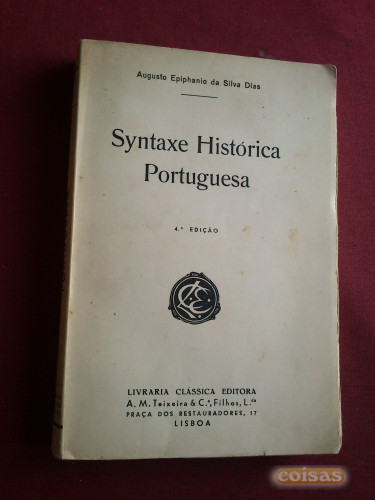 Augusto Epiphanio da Silva Dias
Syntaxe Histórica
Portuguesa
4.ª EDIÇÃO
LCE
LIVRARIA CLÁSSICA EDITORA
A. M. Teixeira & C.ª, Filhos, L.da
PRAÇA DOS RESTAURADORES, 17
LISBOA
coisas